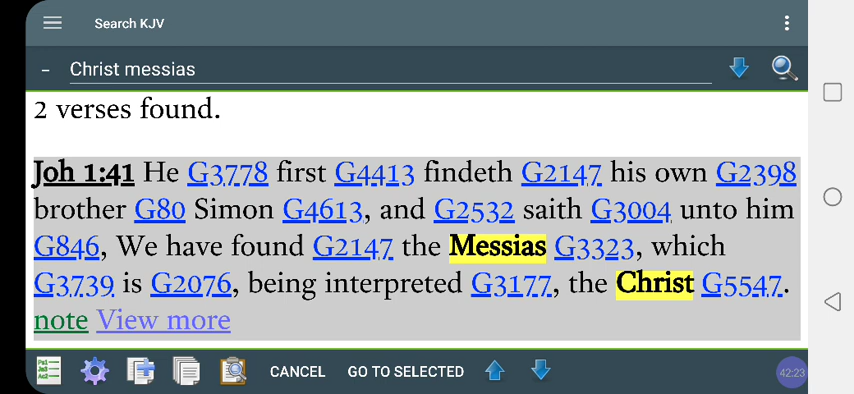 Search KJV
- Christ messias
2 verses found.
Joh 1:41 He G3778 first G4413 findeth G2147 his own G2398
brother G80 Simon G4613, and G2532 saith G3004 unto him
G846, We have found G2147 the Messias G3323, which
G3739 is G2076, being interpreted G3177, the Christ G5547.
note View more
CANCEL GO TO SELECTED
42:23